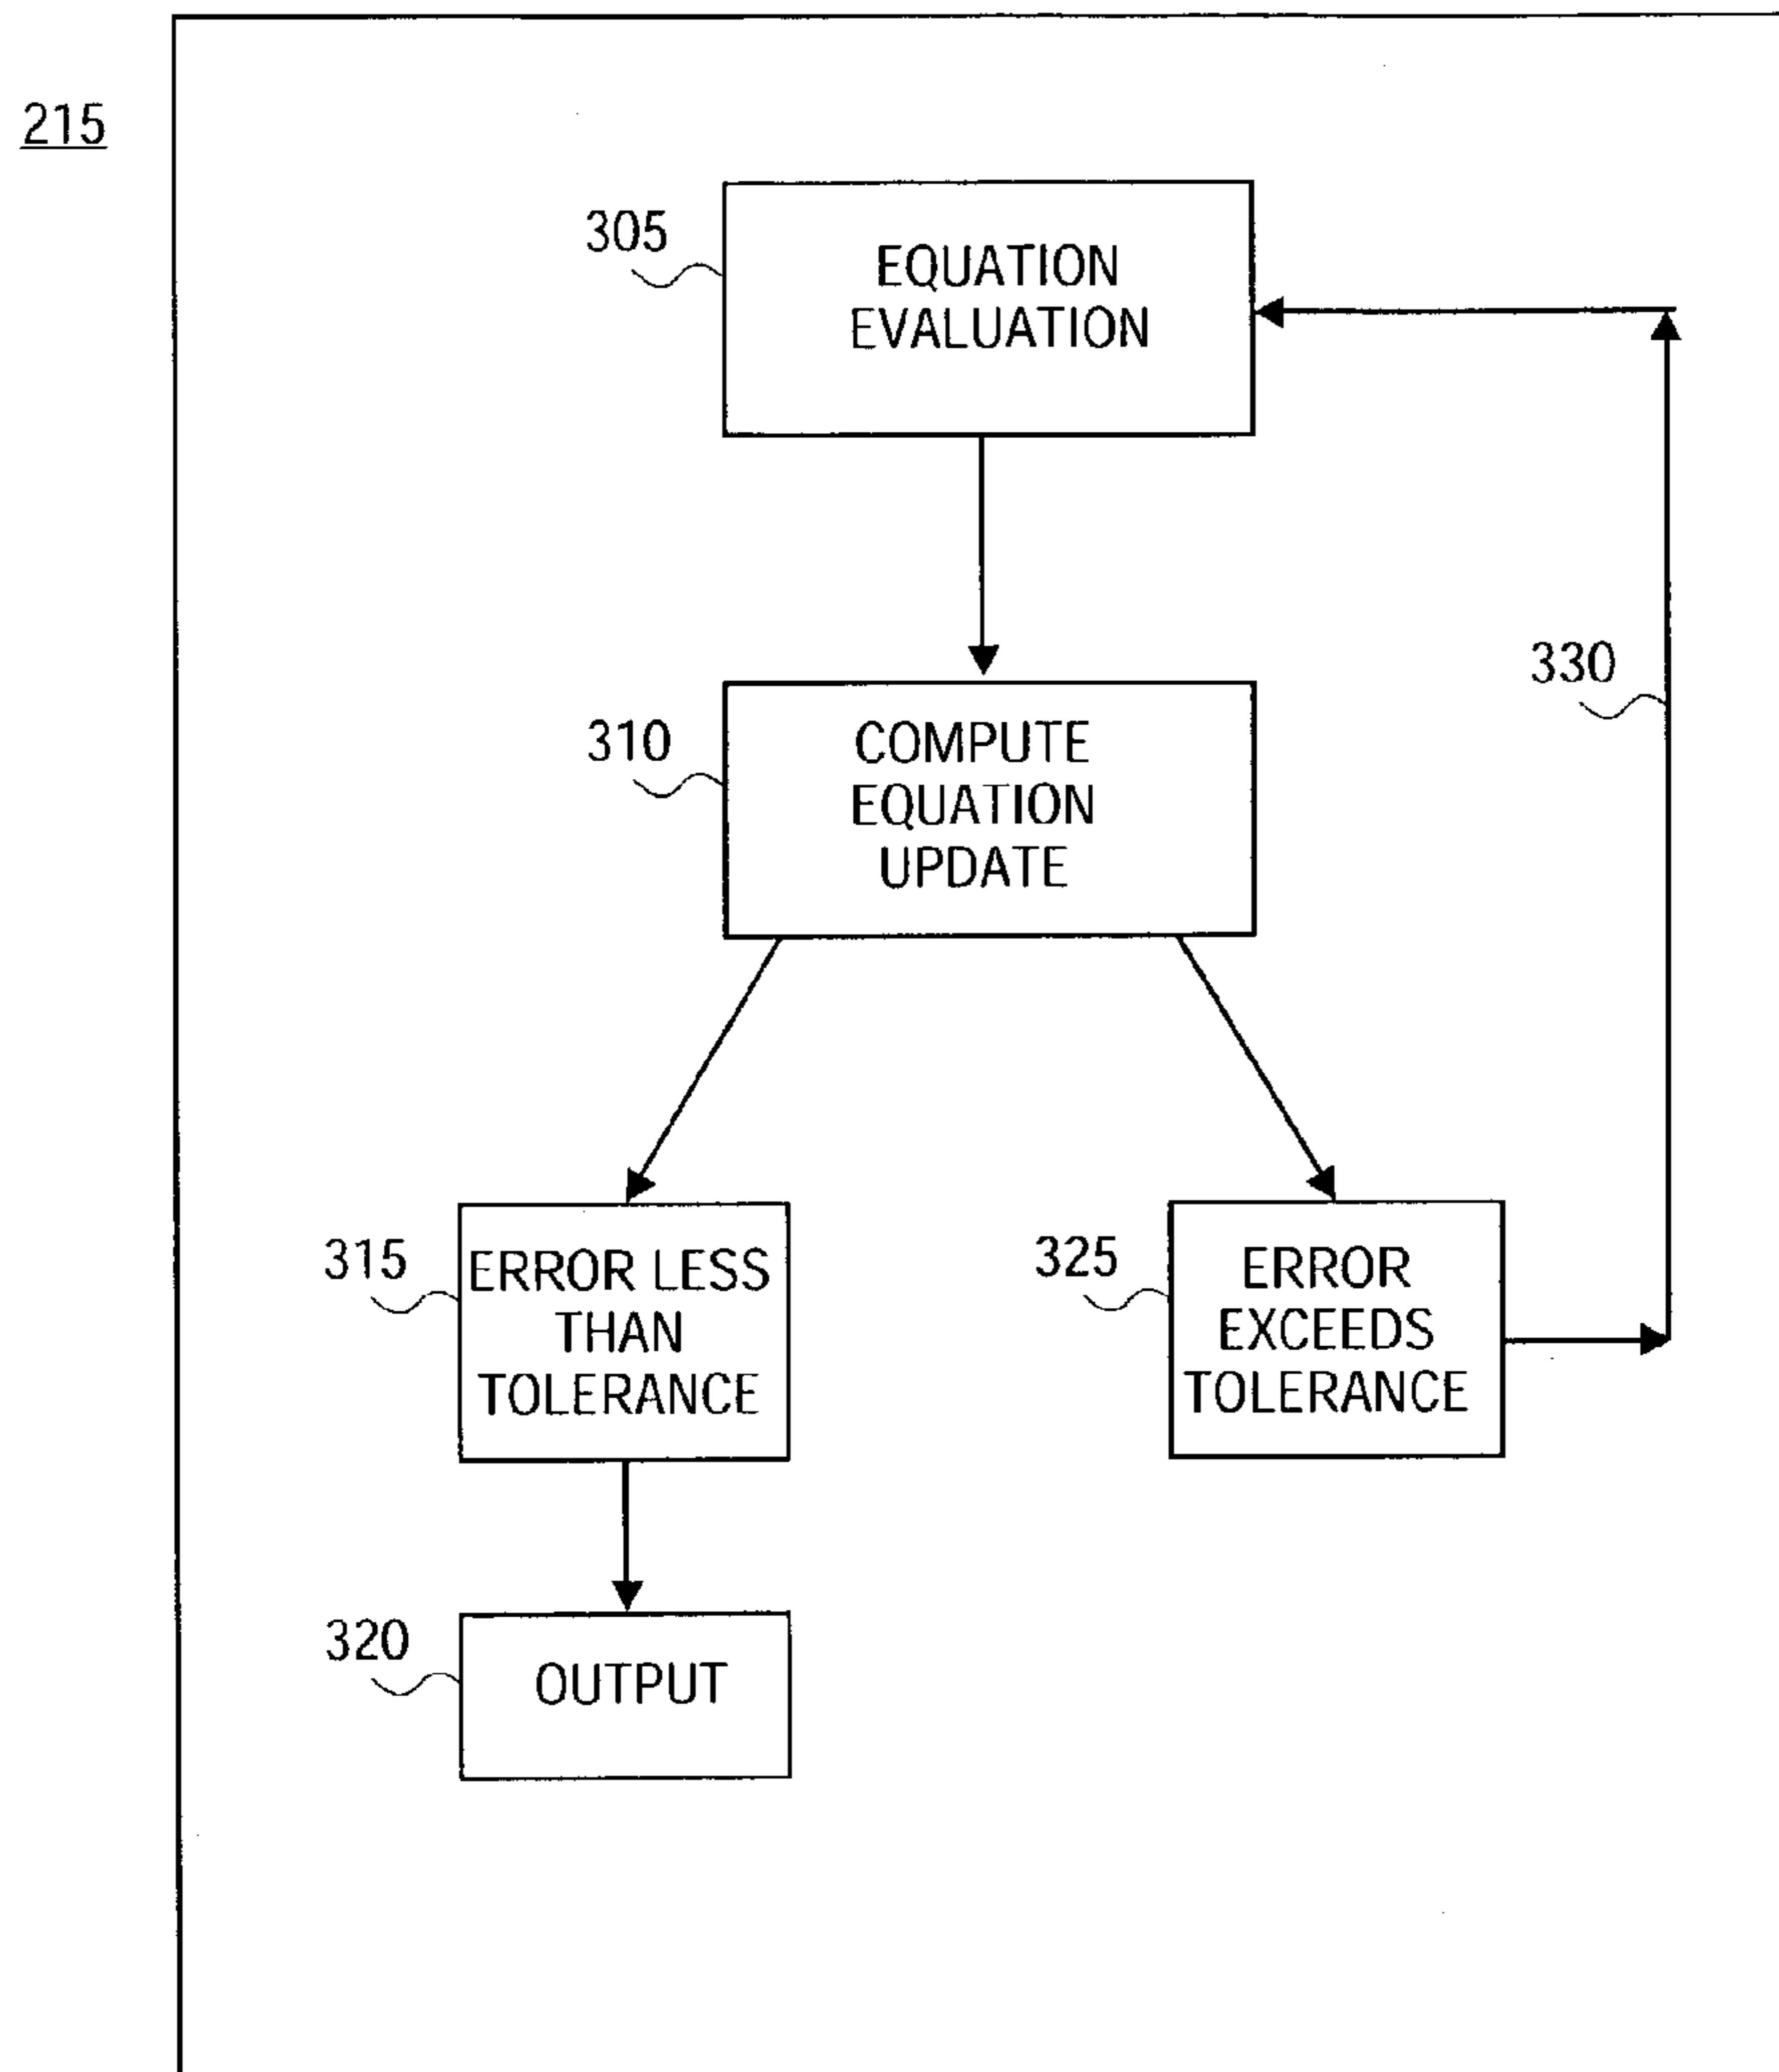 215
305
EQUATION
EVALUATION
330
310
COMPUTE
EQUATION
UPDATE
315
ERROR LESS
THAN
TOLERANCE
325
ERROR
EXCEEDS
TOLERANCE
320
OUTPUT